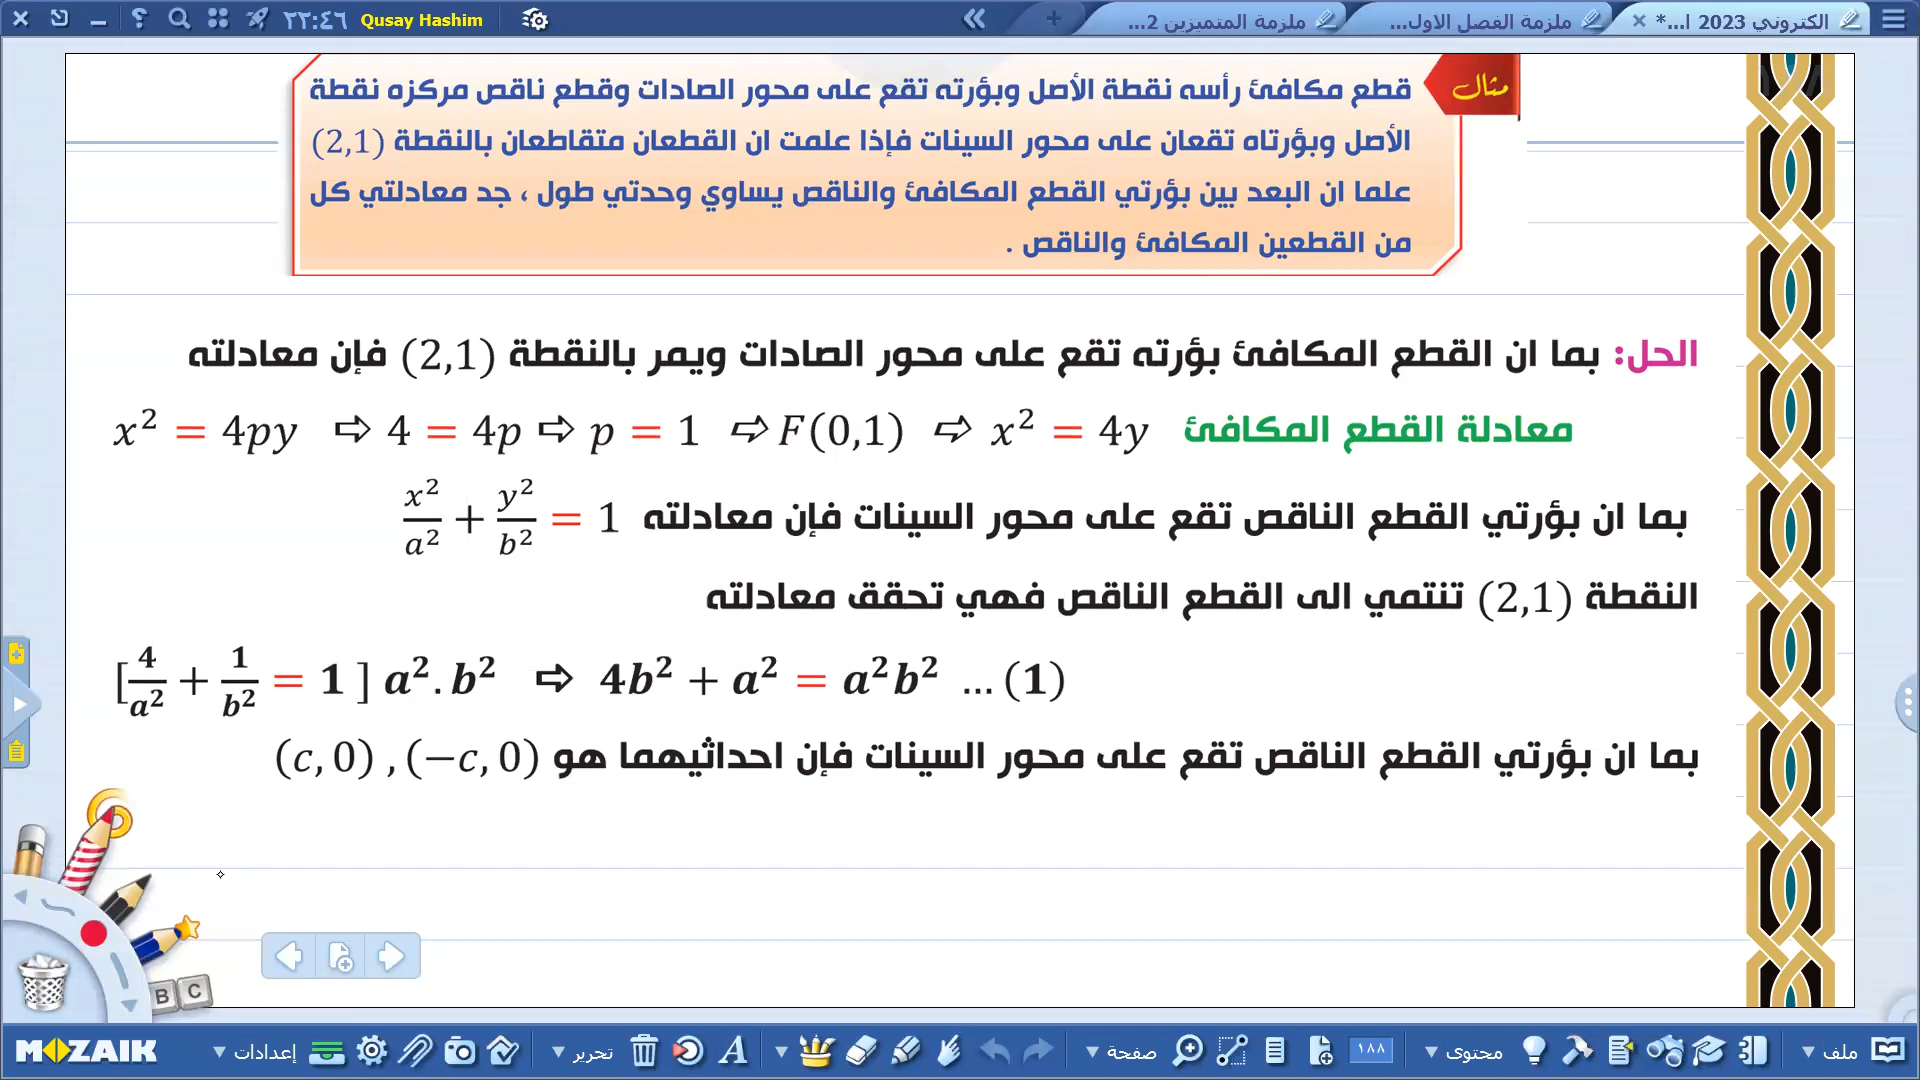 ٢٣:٤٦ Qusay Hashim ملزمة المتميزين 2... ملزمة الفصل الاول... الكتروني 2023 ا...*
مثال
قطع مكافئ رأسه نقطة الأصل وبؤرته تقع على محور الصادات وقطع ناقص مركزه نقطة
الأصل وبؤرتاه تقعان على محور السينات فإذا علمت ان القطعان متقاطعان بالنقطة (2,1)
علما ان البعد بين بؤرتي القطع المكافئ والناقص يساوي وحدتي طول ، جد معادلتي كل
من القطعين المكافئ والناقص .
الحل: بما ان القطع المكافئ بؤرته تقع على محور الصادات ويمر بالنقطة (2,1) فإن معادلته
x² = 4py ⇨ 4 = 4p ⇨ p = 1 ⇨ F(0,1) ⇨ x² = 4y معادلة القطع المكافئ
بما ان بؤرتي القطع الناقص تقع على محور السينات فإن معادلته x²/a² + y²/b² = 1
النقطة (2,1) تنتمي الى القطع الناقص فهي تحقق معادلته
[4/a² + 1/b² = 1 ] a².b² ⇨ 4b² + a² = a²b² ...(1)
بما ان بؤرتي القطع الناقص تقع على محور السينات فإن احداثيهما هو (c, 0) , (−c, 0)
B C
MOZAIK إعدادات تحرير صفحة ١٨٨ محتوى ملف